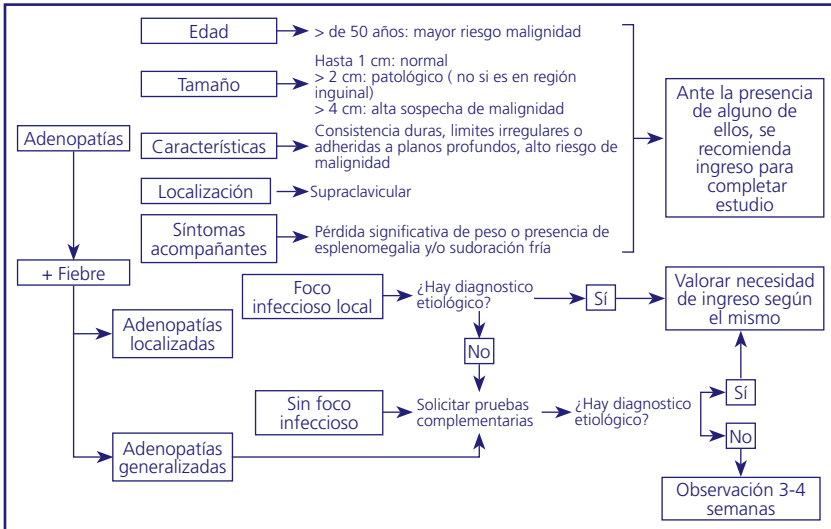 Edad
> de 50 años: mayor riesgo malignidad
Tamaño
Hasta 1 cm: normal
> 2 cm: patológico ( no si es en región
inguinal)
> 4 cm: alta sospecha de malignidad
Adenopatías
Características
Consistencia duras, limites irregulares o
adheridas a planos profundos, alto riesgo de
malignidad
Localización
Supraclavicular
Síntomas
acompañantes
Pérdida significativa de peso o presencia de
esplenomegalia y/o sudoración fría
Ante la presencia
de alguno de
ellos, se
recomienda
ingreso para
completar
estudio
+ Fiebre
Adenopatías
localizadas
Foco
infeccioso local
¿Hay diagnostico
etiológico?
Sí
Valorar necesidad
de ingreso según
el mismo
No
Sin foco
infeccioso
Solicitar pruebas
complementarias
¿Hay diagnostico
etiológico?
Sí
No
Adenopatías
generalizadas
Observación 3-4
semanas